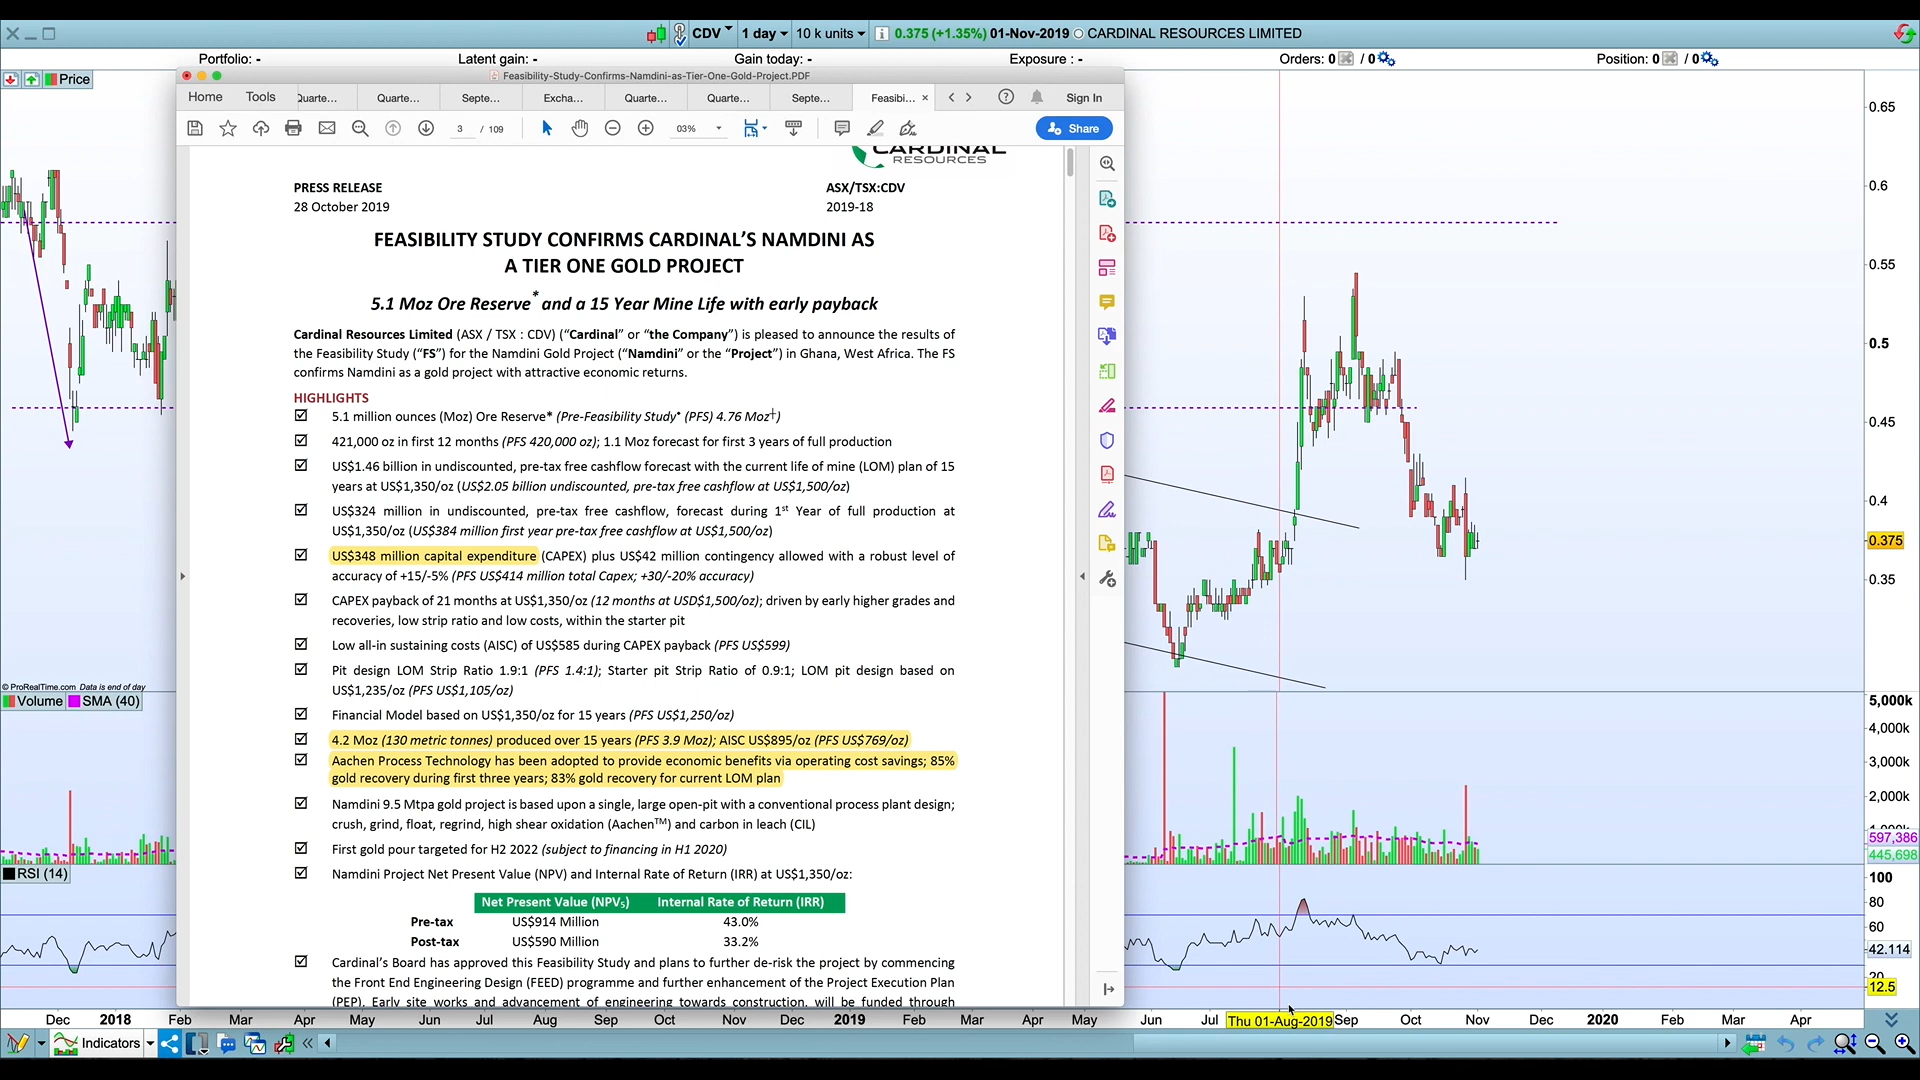 CDV
1 day
10 k units
0.375 (+1.35%) 01-Nov-2019
CARDINAL RESOURCES LIMITED
Portfolio: -
Latent gain: -
Gain today: -
Exposure : -
Orders: 0 / 0
Position: 0 / 0
Price
Feasibility-Study-Confirms-Namdini-as-Tier-One-Gold-Project.PDF
Home
Tools
Quarte...
Quarte...
Septe...
Excha...
Quarte...
Quarte...
Septe...
Feasibi...
Sign In
3 / 109
03%
Share
CARDINAL
RESOURCES
PRESS RELEASE
ASX/TSX:CDV
28 October 2019
2019-18
FEASIBILITY STUDY CONFIRMS CARDINAL'S NAMDINI AS
A TIER ONE GOLD PROJECT
5.1 Moz Ore Reserve* and a 15 Year Mine Life with early payback
Cardinal Resources Limited (ASX / TSX : CDV) ("Cardinal" or "the Company") is pleased to announce the results of
the Feasibility Study ("FS") for the Namdini Gold Project ("Namdini" or the "Project") in Ghana, West Africa. The FS
confirms Namdini as a gold project with attractive economic returns.
HIGHLIGHTS
5.1 million ounces (Moz) Ore Reserve* (Pre-Feasibility Study* (PFS) 4.76 Moz†)
421,000 oz in first 12 months (PFS 420,000 oz); 1.1 Moz forecast for first 3 years of full production
US$1.46 billion in undiscounted, pre-tax free cashflow forecast with the current life of mine (LOM) plan of 15
years at US$1,350/oz (US$2.05 billion undiscounted, pre-tax free cashflow at US$1,500/oz)
US$324 million in undiscounted, pre-tax free cashflow, forecast during 1st Year of full production at
US$1,350/oz (US$384 million first year pre-tax free cashflow at US$1,500/oz)
US$348 million capital expenditure (CAPEX) plus US$42 million contingency allowed with a robust level of
accuracy of +15/-5% (PFS US$414 million total Capex; +30/-20% accuracy)
CAPEX payback of 21 months at US$1,350/oz (12 months at USD$1,500/oz); driven by early higher grades and
recoveries, low strip ratio and low costs, within the starter pit
Low all-in sustaining costs (AISC) of US$585 during CAPEX payback (PFS US$599)
Pit design LOM Strip Ratio 1.9:1 (PFS 1.4:1); Starter pit Strip Ratio of 0.9:1; LOM pit design based on
US$1,235/oz (PFS US$1,105/oz)
Financial Model based on US$1,350/oz for 15 years (PFS US$1,250/oz)
4.2 Moz (130 metric tonnes) produced over 15 years (PFS 3.9 Moz); AISC US$895/oz (PFS US$769/oz)
Aachen Process Technology has been adopted to provide economic benefits via operating cost savings; 85%
gold recovery during first three years; 83% gold recovery for current LOM plan
Namdini 9.5 Mtpa gold project is based upon a single, large open-pit with a conventional process plant design;
crush, grind, float, regrind, high shear oxidation (Aachen™) and carbon in leach (CIL)
First gold pour targeted for H2 2022 (subject to financing in H1 2020)
Namdini Project Net Present Value (NPV) and Internal Rate of Return (IRR) at US$1,350/oz:
Net Present Value (NPV5) Internal Rate of Return (IRR)
Pre-tax US$914 Million 43.0%
Post-tax US$590 Million 33.2%
Cardinal's Board has approved this Feasibility Study and plans to further de-risk the project by commencing
the Front End Engineering Design (FEED) programme and further enhancement of the Project Execution Plan
(PEP). Early site works and advancement of engineering towards construction, will be funded through
0.65
0.6
0.55
0.5
0.45
0.4
0.375
0.35
© ProRealTime.com Data is end of day
Volume
SMA (40)
5,000k
4,000k
3,000k
2,000k
597,386
445,698
RSI (14)
100
80
60
42.114
20
12.5
Dec 2018 Feb Mar Apr May Jun Jul Aug Sep Oct Nov Dec 2019 Feb Mar Apr May Jun Jul Thu 01-Aug-2019 Sep Oct Nov Dec 2020 Feb Mar Apr
Indicators